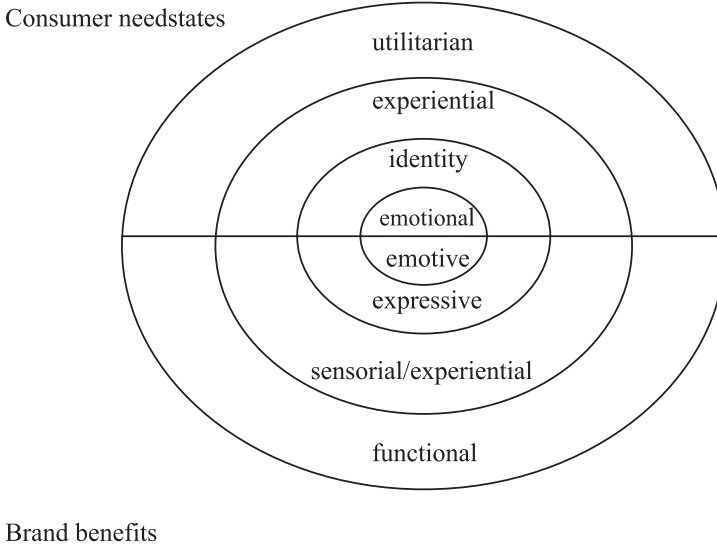 Consumer needstates
utilitarian
experiential
identity
emotional
emotive
expressive
sensorial/experiential
functional
Brand benefits